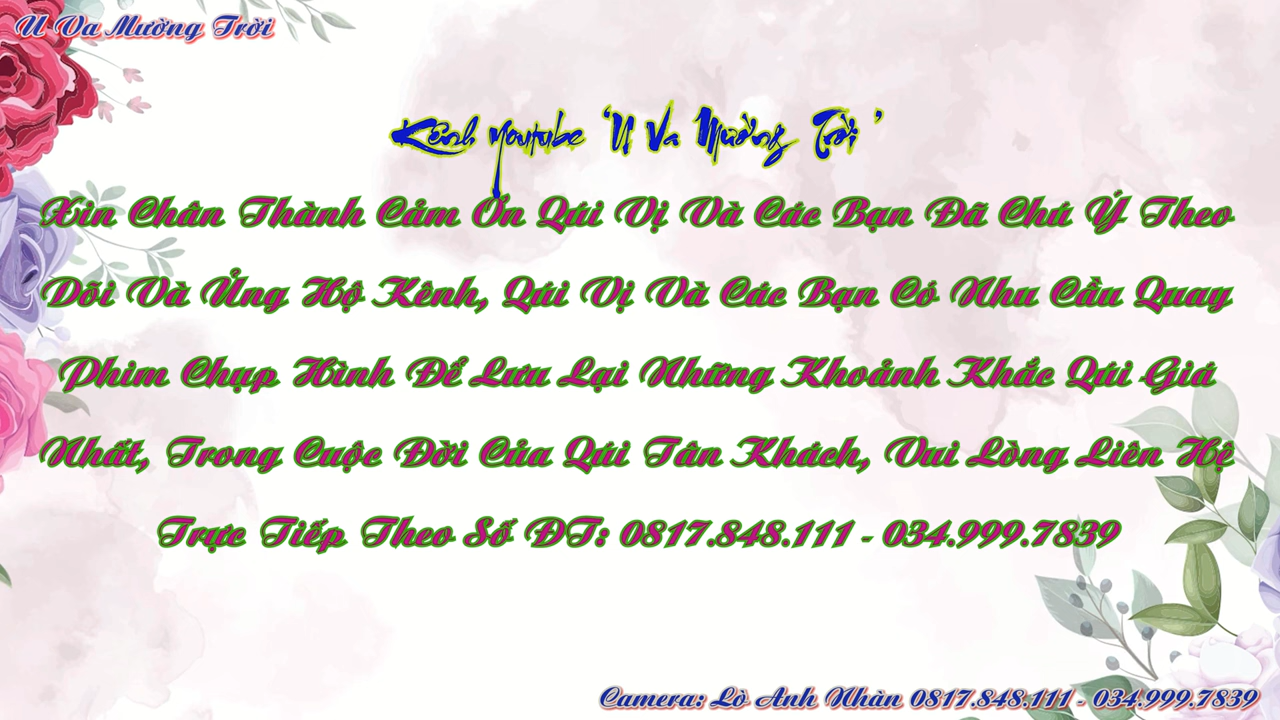 U Va Mường Trời
Kênh youtube ‘U Va Mường Trời ’
Xin Chân Thành Cảm Ơn Qúi Vị Và Các Bạn Đã Chú Ý Theo
Dõi Và Ủng Hộ Kênh, Qúi Vị Và Các Bạn Có Nhu Cầu Quay
Phim Chụp Hình Để Lưu Lại Những Khoảnh Khắc Qúi Giá
Nhất, Trong Cuộc Đời Của Qúi Tân Khách, Vui Lòng Liên Hệ
Trực Tiếp Theo Số ĐT: 0817.848.111 - 034.999.7839
Camera: Lò Anh Nhàn 0817.848.111 - 034.999.7839